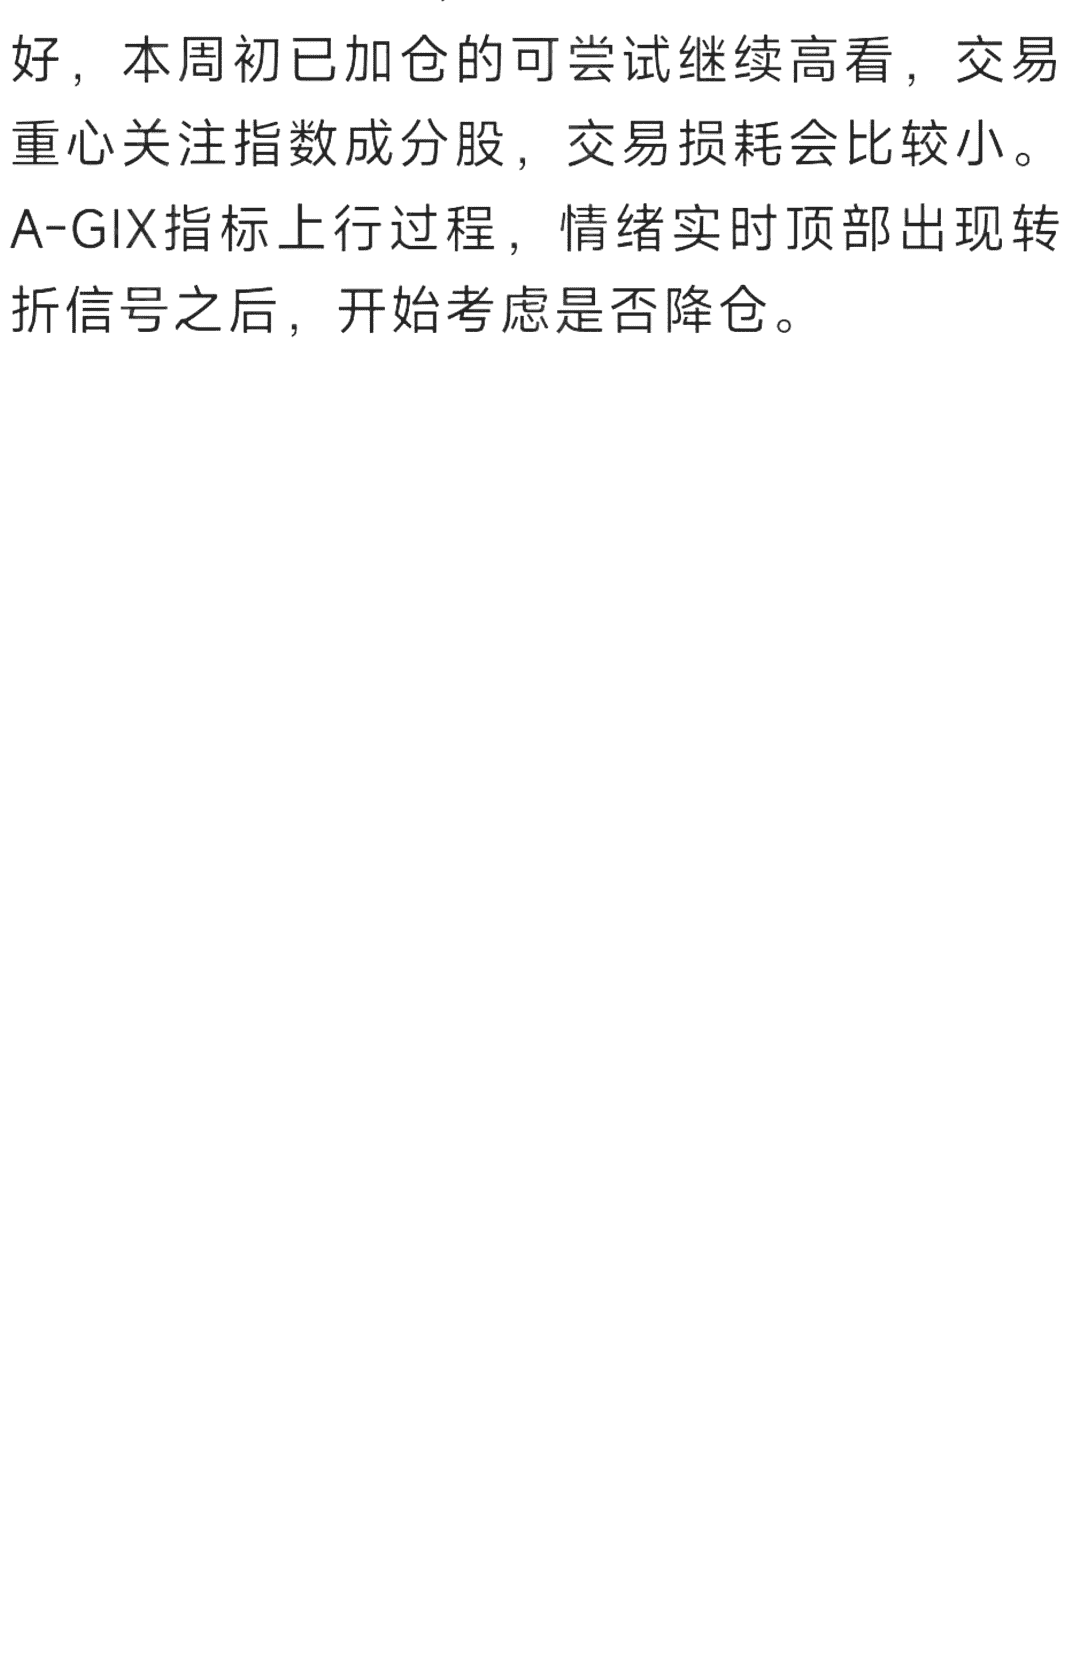 好，本周初已加仓的可尝试继续高看，交易
重心关注指数成分股，交易损耗会比较小。
A-GIX指标上行过程，情绪实时顶部出现转
折信号之后，开始考虑是否降仓。